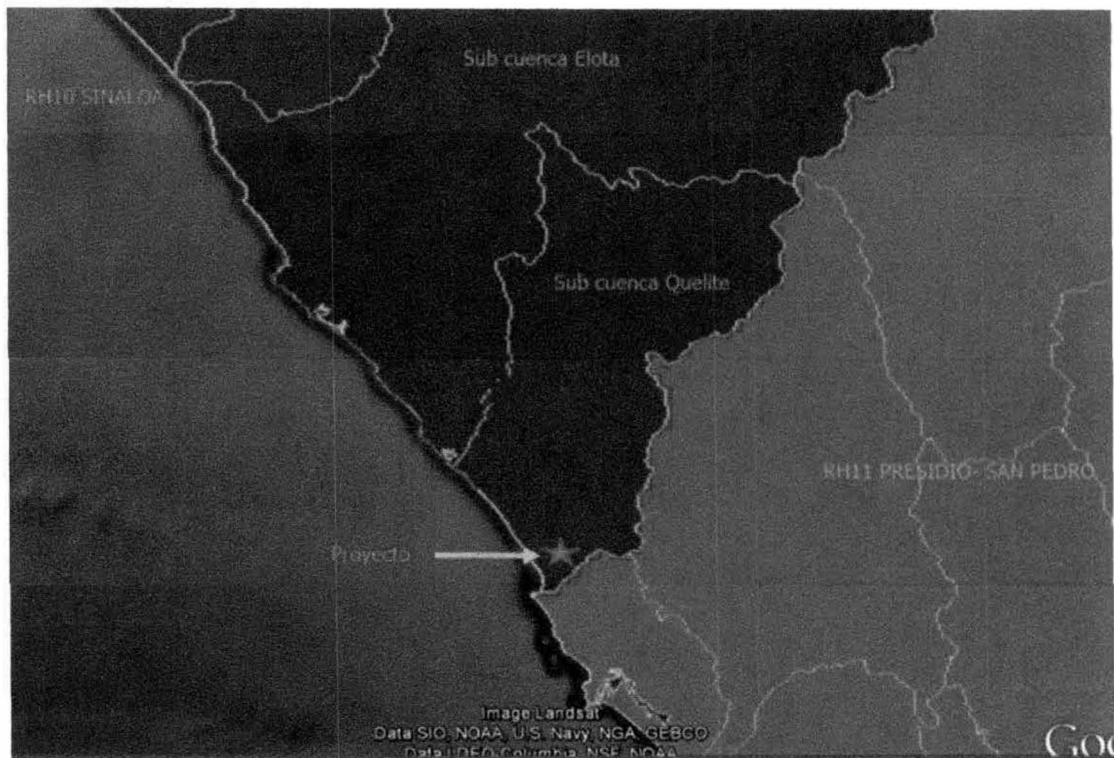 Sub cuenca Elota
RH10 SINALOA
Sub cuenca Quelite
RH11 PRESIDIO- SAN PEDRO
Proyecto
Image Landsat
Data SIO, NOAA, U.S. Navy, NGA, GEBCO
Data LDEO-Columbia, NSF, NOAA
Goo